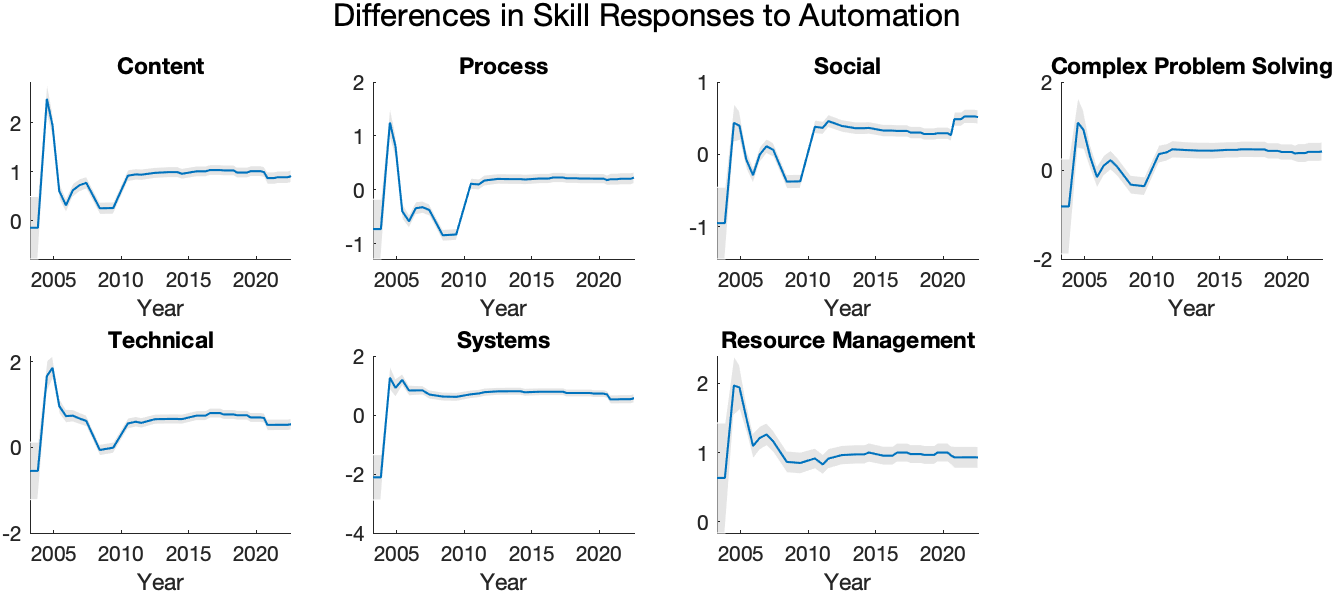 Differences in Skill Responses to Automation
Content
2
1
0
2005 2010 2015 2020
Year
Process
2
1
0
-1
2005 2010 2015 2020
Year
Social
1
0
-1
2005 2010 2015 2020
Year
Complex Problem Solving
2
0
-2
2005 2010 2015 2020
Year
Technical
2
0
-2
2005 2010 2015 2020
Year
Systems
2
0
-2
-4
2005 2010 2015 2020
Year
Resource Management
2
1
0
2005 2010 2015 2020
Year